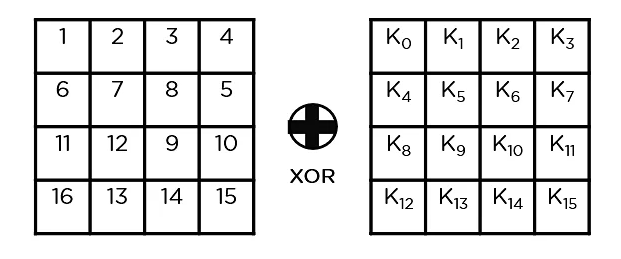 1 2 3 4 K₀ K₁ K₂ K₃
6 7 8 5 K₄ K₅ K₆ K₇
11 12 9 10 K₈ K₉ K₁₀ K₁₁
XOR
16 13 14 15 K₁₂ K₁₃ K₁₄ K₁₅